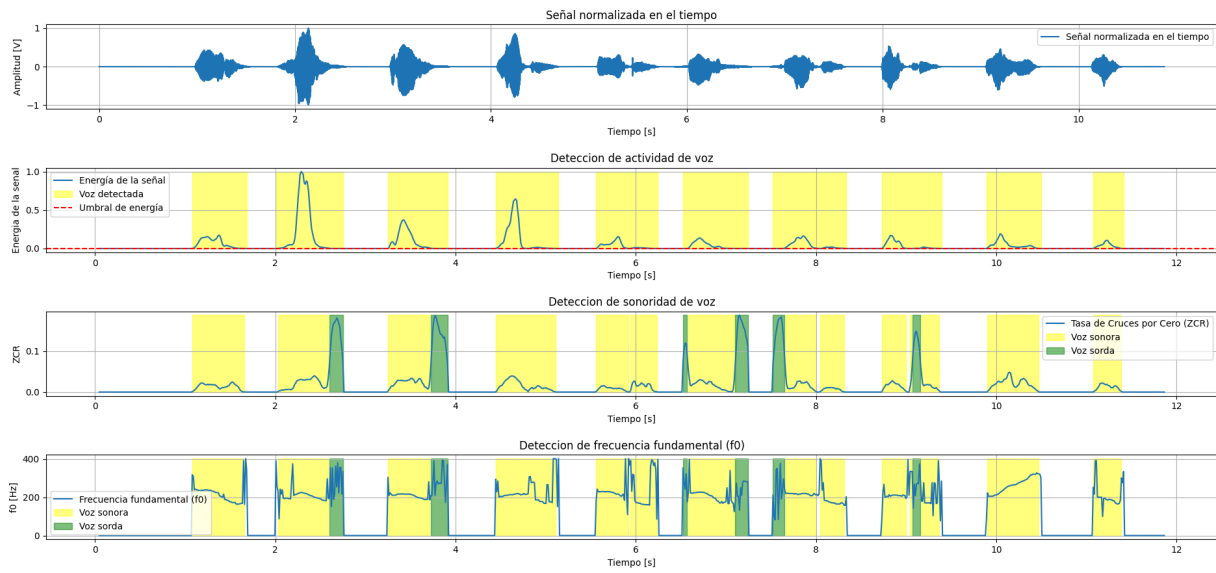 Señal normalizada en el tiempo
Amplitud [V]
1
0
−1
Señal normalizada en el tiempo
0 2 4 6 8 10
Tiempo [s]
Deteccion de actividad de voz
Energia de la senal
1.0
0.5
0.0
Energía de la señal
Voz detectada
Umbral de energía
0 2 4 6 8 10 12
Tiempo [s]
Deteccion de sonoridad de voz
ZCR
0.1
0.0
Tasa de Cruces por Cero (ZCR)
Voz sonora
Voz sorda
0 2 4 6 8 10 12
Tiempo [s]
Deteccion de frecuencia fundamental (f0)
f0 [Hz]
400
200
0
Frecuencia fundamental (f0)
Voz sonora
Voz sorda
0 2 4 6 8 10 12
Tiempo [s]